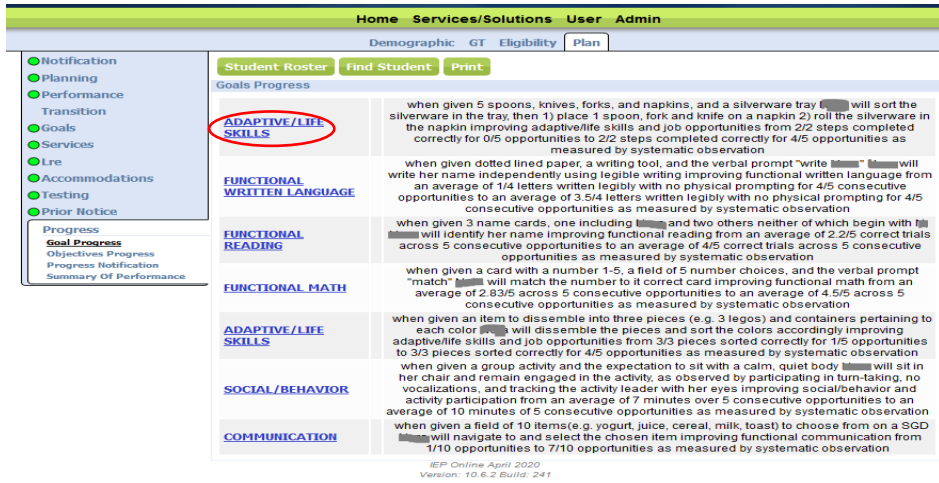 Home Services/Solutions User Admin
Demographic GT Eligibility Plan
Notification
Planning
Performance
Transition
Goals
Services
Lre
Accommodations
Testing
Prior Notice
Progress
Goal Progress
Objectives Progress
Progress Notification
Summary Of Performance
Student Roster Find Student Print
Goals Progress
ADAPTIVE/LIFE SKILLS
when given 5 spoons, knives, forks, and napkins, and a silverware tray will sort the
silverware in the tray, then 1) place 1 spoon, fork and knife on a napkin 2) roll the silverware in
the napkin improving adaptive/life skills and job opportunities from 2/2 steps completed
correctly for 0/5 opportunities to 2/2 steps completed correctly for 4/5 opportunities as
measured by systematic observation
FUNCTIONAL WRITTEN LANGUAGE
when given dotted lined paper, a writing tool, and the verbal prompt "write " will
write her name independently using legible writing improving functional written language from
an average of 1/4 letters written legibly with no physical prompting for 4/5 consecutive
opportunities to an average of 3.5/4 letters written legibly with no physical prompting for 4/5
consecutive opportunities as measured by systematic observation
FUNCTIONAL READING
when given 3 name cards, one including and two others neither of which begin with
will identify her name improving functional reading from an average of 2.2/5 correct trials
across 5 consecutive opportunities to an average of 4/5 correct trials across 5 consecutive
opportunities as measured by systematic observation
FUNCTIONAL MATH
when given a card with a number 1-5, a field of 5 number choices, and the verbal prompt
"match" will match the number to it correct card improving functional math from an
average of 2.83/5 across 5 consecutive opportunities to an average of 4.5/5 across 5
consecutive opportunities as measured by systematic observation
ADAPTIVE/LIFE SKILLS
when given an item to dissemble into three pieces (e.g. 3 legos) and containers pertaining to
each color will dissemble the pieces and sort the colors accordingly improving
adaptive/life skills and job opportunities from 3/3 pieces sorted correctly for 1/5 opportunities
to 3/3 pieces sorted correctly for 4/5 opportunities as measured by systematic observation
SOCIAL/BEHAVIOR
when given a group activity and the expectation to sit with a calm, quiet body will sit in
her chair and remain engaged in the activity, as observed by participating in turn-taking, no
vocalizations, and tracking the activity leader with her eyes improving social/behavior and
activity participation from an average of 7 minutes over 5 consecutive opportunities to an
average of 10 minutes of 5 consecutive opportunities as measured by systematic observation
COMMUNICATION
when given a field of 10 items(e.g. yogurt, juice, cereal, milk, toast) to choose from on a SGD
will navigate to and select the chosen item improving functional communication from
1/10 opportunities to 7/10 opportunities as measured by systematic observation
IEP Online April 2020
Version: 10.6.2 Build: 241